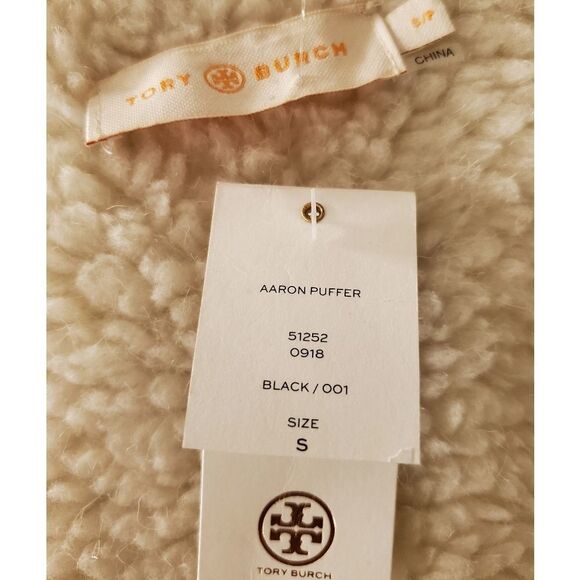 TORY BURCH
S/P
CHINA
AARON PUFFER
51252
0918
BLACK / 001
SIZE
S
TORY BURCH